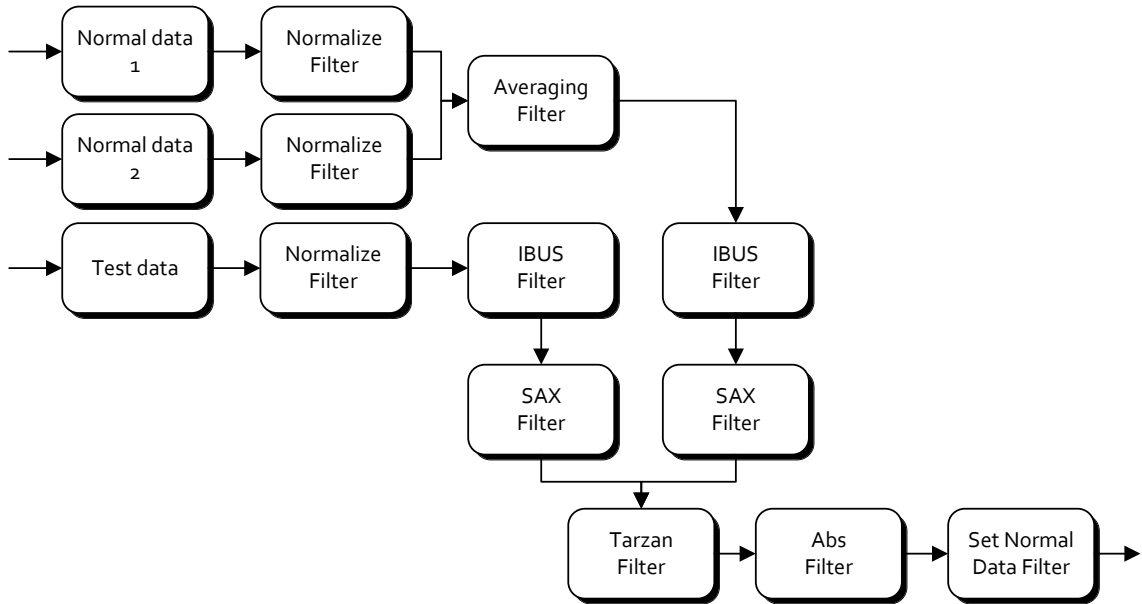 Normal data
1
Normalize
Filter
Averaging
Filter
Normal data
2
Normalize
Filter
Test data
Normalize
Filter
IBUS
Filter
IBUS
Filter
SAX
Filter
SAX
Filter
Tarzan
Filter
Abs
Filter
Set Normal
Data Filter